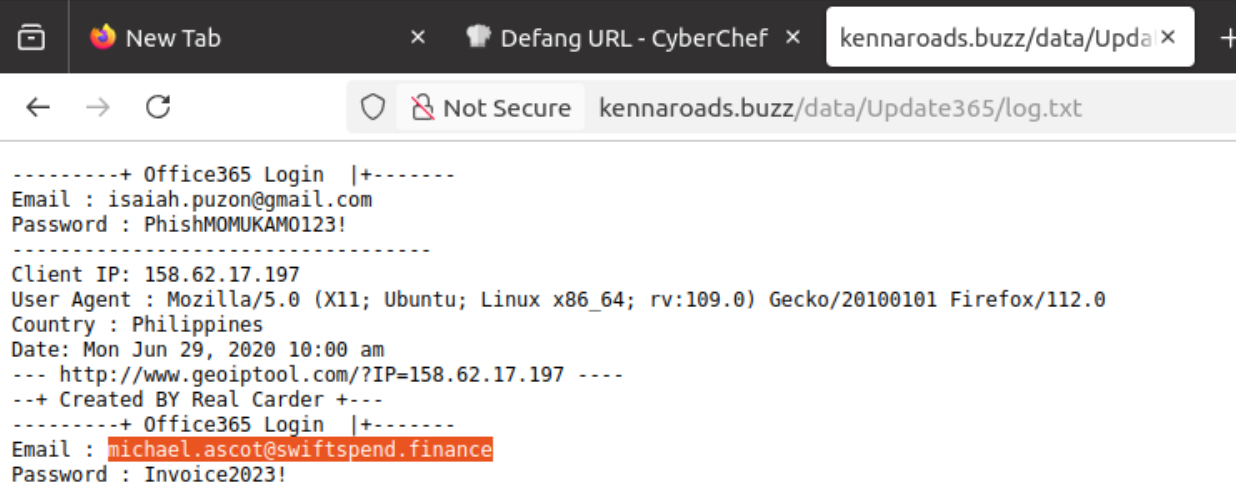 New Tab
Defang URL - CyberChef
kennaroads.buzz/data/Upda
Not Secure kennaroads.buzz/data/Update365/log.txt
---------+ Office365 Login  |+-------
Email : isaiah.puzon@gmail.com
Password : PhishMOMUKAMO123!
-----------------------------------
Client IP: 158.62.17.197
User Agent : Mozilla/5.0 (X11; Ubuntu; Linux x86_64; rv:109.0) Gecko/20100101 Firefox/112.0
Country : Philippines
Date: Mon Jun 29, 2020 10:00 am
--- http://www.geoiptool.com/?IP=158.62.17.197 ----
--+ Created BY Real Carder +---
---------+ Office365 Login  |+-------
Email : michael.ascot@swiftspend.finance
Password : Invoice2023!